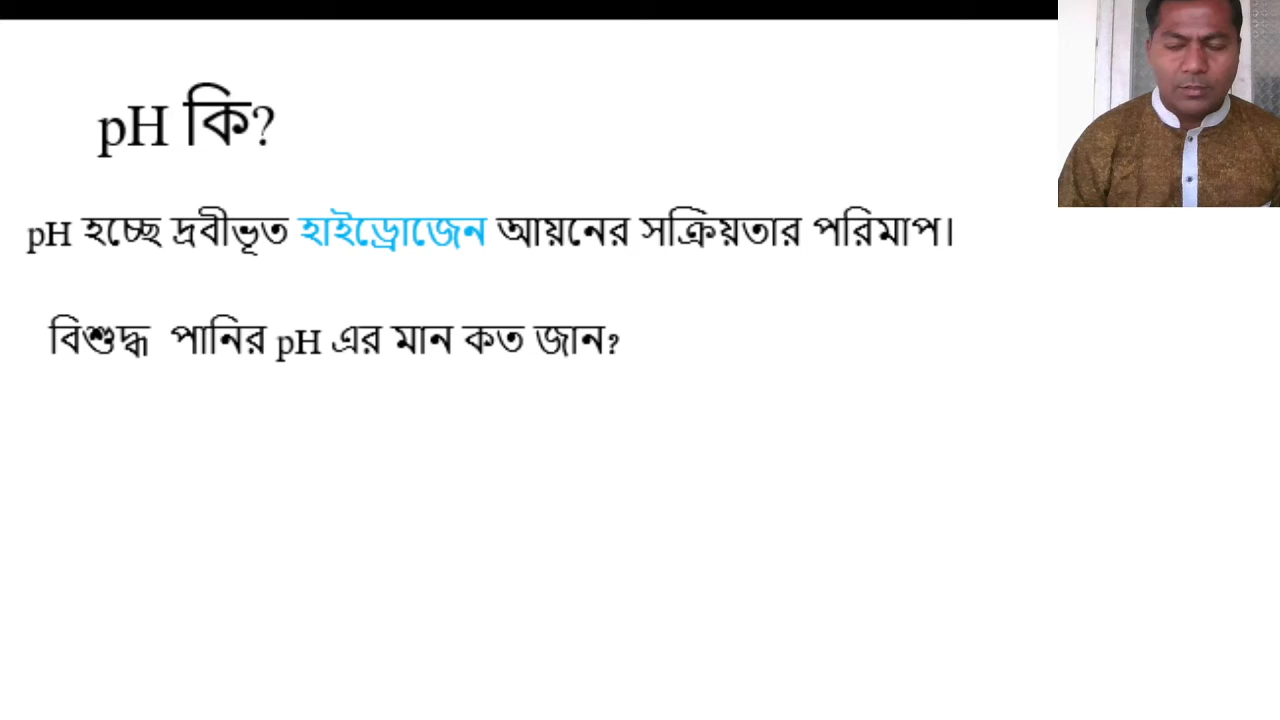 pH কি?
pH হচ্ছে দ্রবীভূত হাইড্রোজেন আয়নের সক্রিয়তার পরিমাপ।
বিশুদ্ধ পানির pH এর মান কত জান?